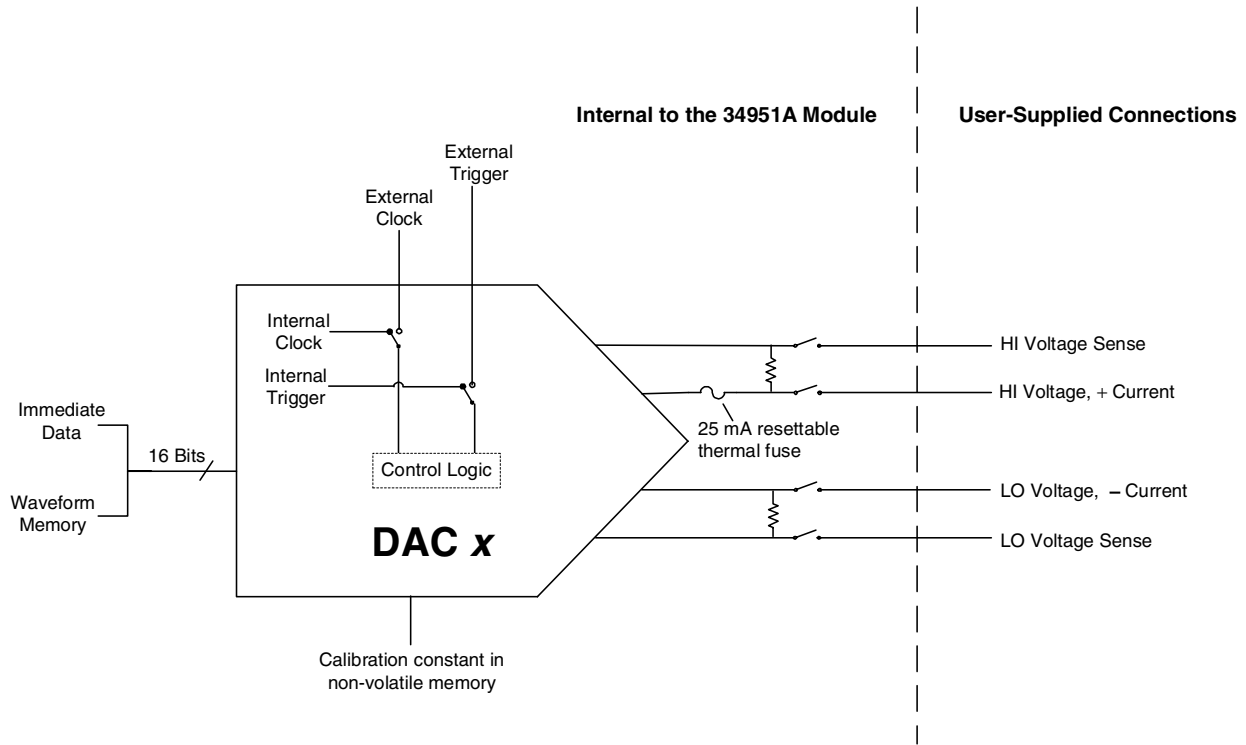 Internal to the 34951A Module
User-Supplied Connections
External
Trigger
External
Clock
Internal
Clock
Internal
Trigger
Immediate
Data
16 Bits
Waveform
Memory
Control Logic
DAC x
HI Voltage Sense
HI Voltage, + Current
25 mA resettable
thermal fuse
LO Voltage, – Current
LO Voltage Sense
Calibration constant in
non-volatile memory